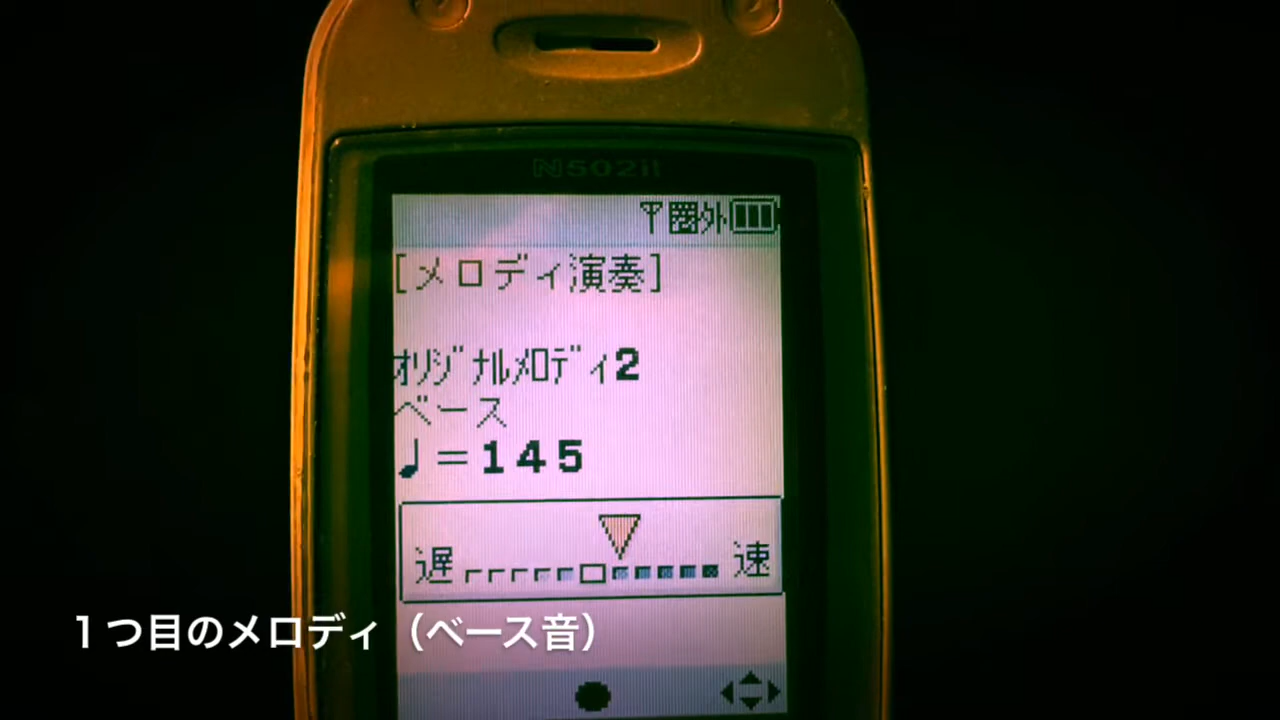 N502it
圏外
[メロディ演奏]
オリジナルメロディ2
ベース
♩=145
遅 速
1つ目のメロディ（ベース音）